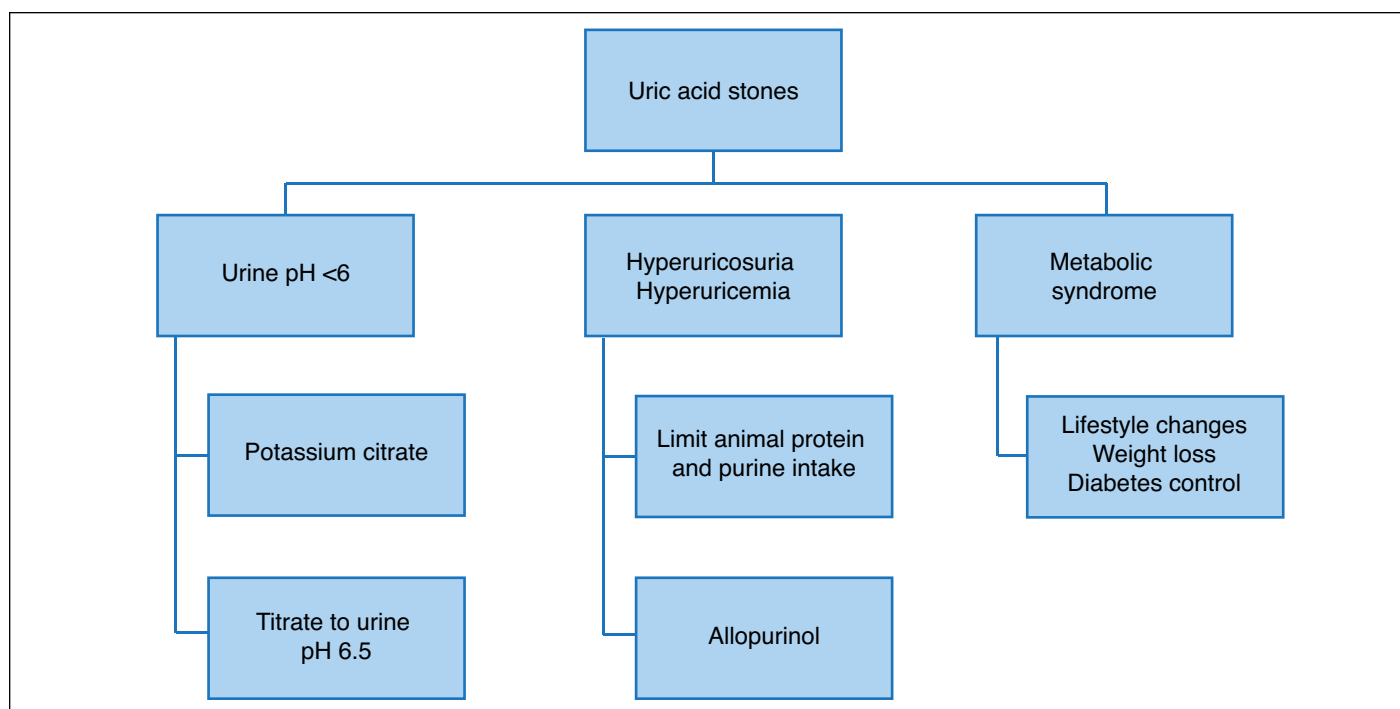 Uric acid stones
Urine pH <6
Hyperuricosuria
Hyperuricemia
Metabolic
syndrome
Potassium citrate
Limit animal protein
and purine intake
Lifestyle changes
Weight loss
Diabetes control
Titrate to urine
pH 6.5
Allopurinol